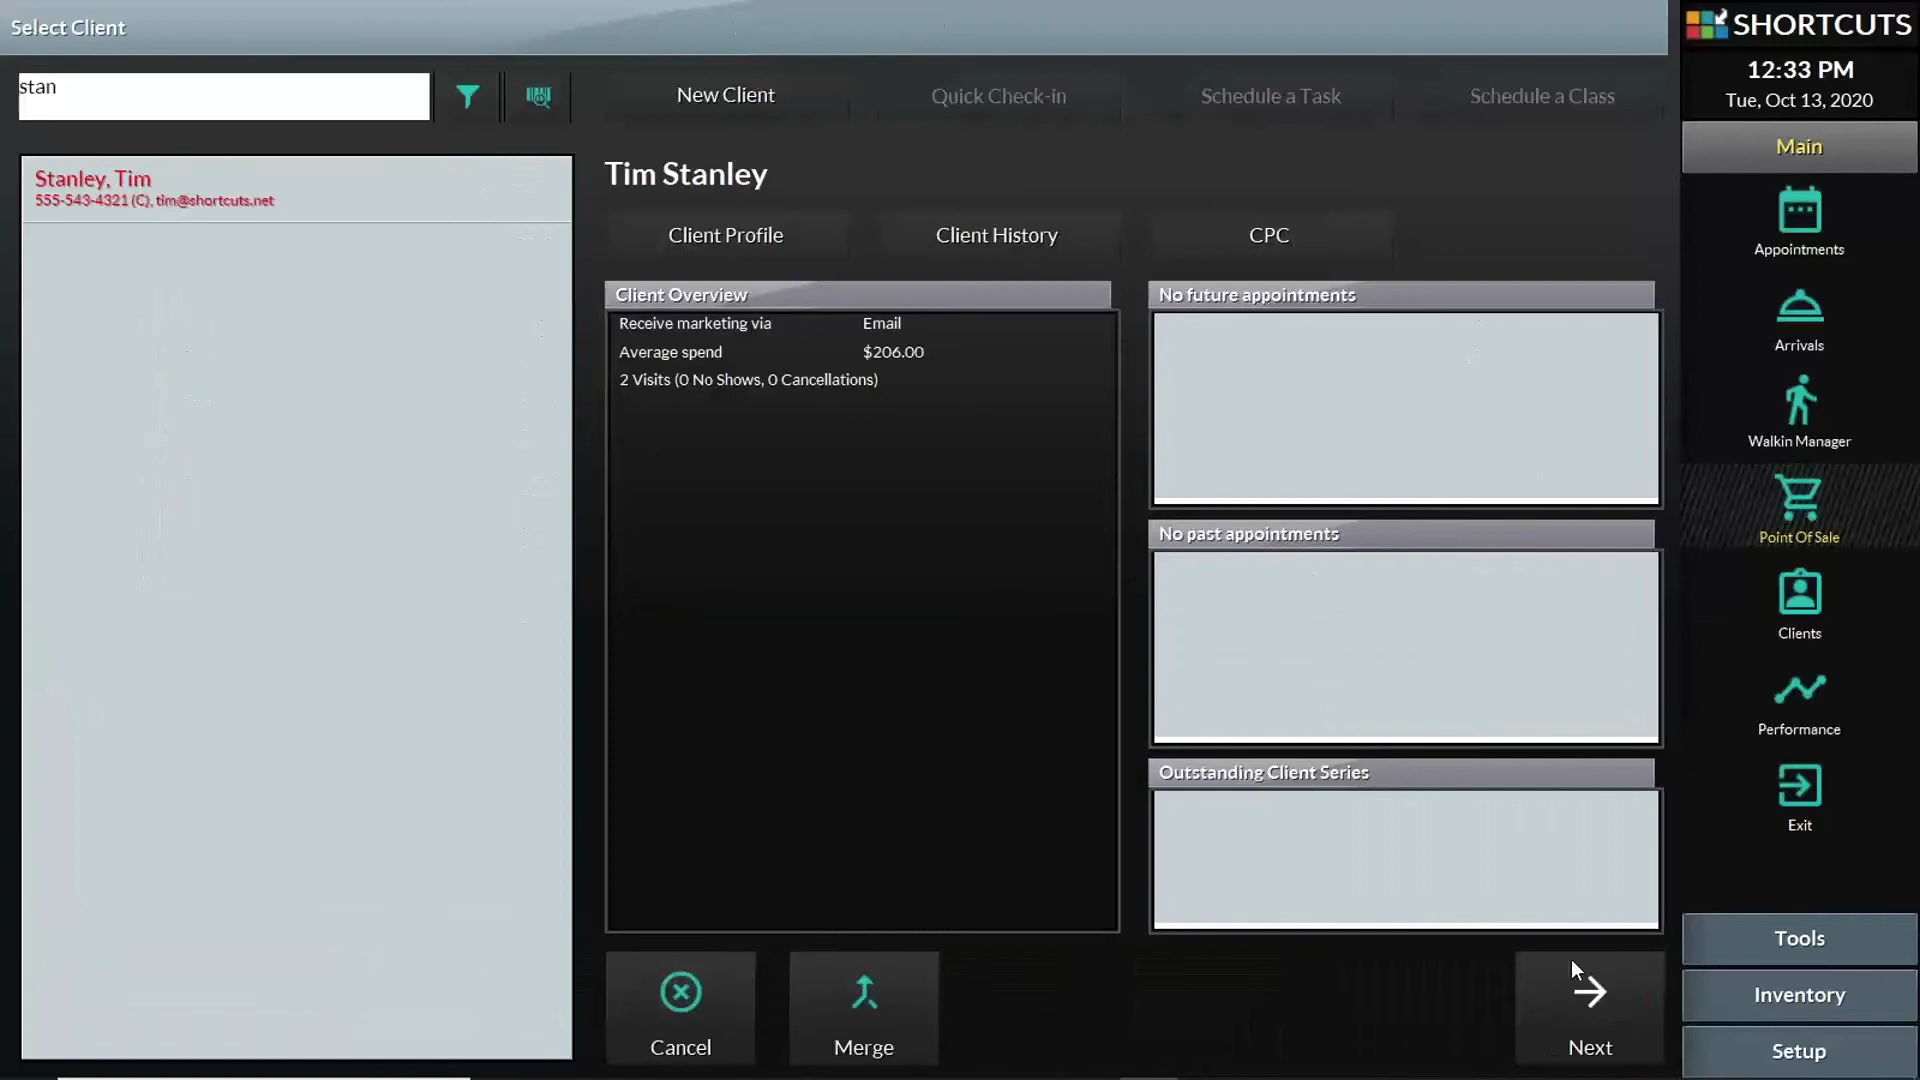 Select Client
stan
New Client
Quick Check-in
Schedule a Task
Schedule a Class
Stanley, Tim
555-543-4321 (C), tim@shortcuts.net
Tim Stanley
Client Profile
Client History
CPC
Client Overview
Receive marketing via Email
Average spend $206.00
2 Visits (0 No Shows, 0 Cancellations)
No future appointments
No past appointments
Outstanding Client Series
Cancel
Merge
Next
SHORTCUTS
12:33 PM
Tue, Oct 13, 2020
Main
Appointments
Arrivals
Walkin Manager
Point Of Sale
Clients
Performance
Exit
Tools
Inventory
Setup